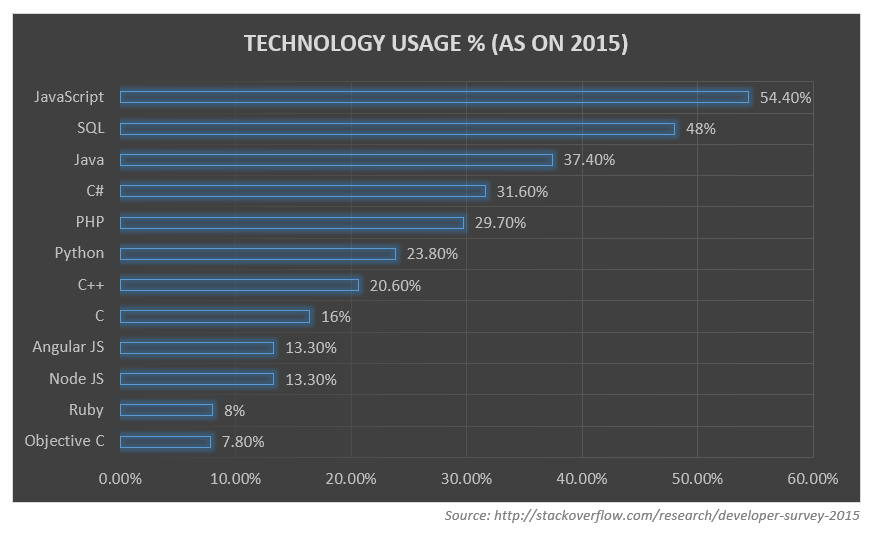 TECHNOLOGY USAGE % (AS ON 2015)
JavaScript 54.40%
SQL 48%
Java 37.40%
C# 31.60%
PHP 29.70%
Python 23.80%
C++ 20.60%
C 16%
Angular JS 13.30%
Node JS 13.30%
Ruby 8%
Objective C 7.80%
0.00% 10.00% 20.00% 30.00% 40.00% 50.00% 60.00%
Source: http://stackoverflow.com/research/developer-survey-2015